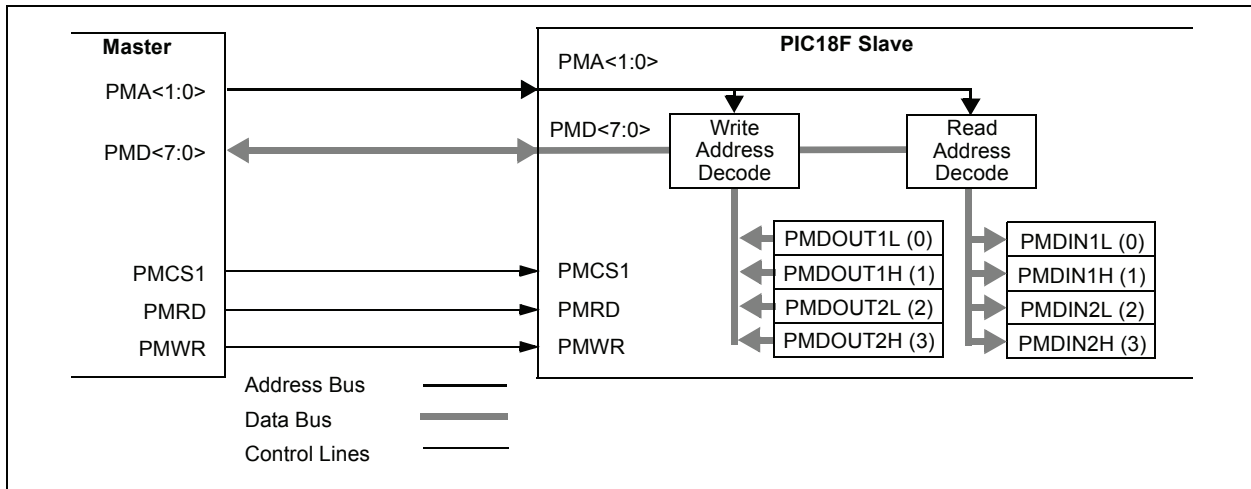 Master
PIC18F Slave
PMA<1:0>
PMA<1:0>
PMD<7:0>
PMD<7:0>
Write
Address
Decode
Read
Address
Decode
PMDOUT1L (0)
PMDOUT1H (1)
PMDOUT2L (2)
PMDOUT2H (3)
PMDIN1L (0)
PMDIN1H (1)
PMDIN2L (2)
PMDIN2H (3)
PMCS1
PMCS1
PMRD
PMRD
PMWR
PMWR
Address Bus
Data Bus
Control Lines